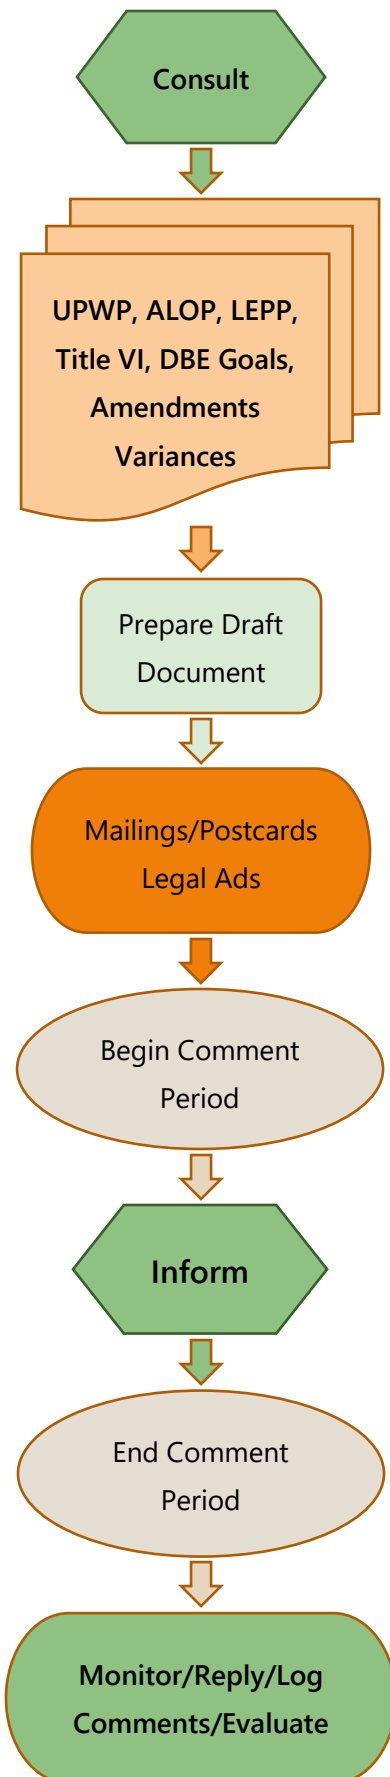 Consult
UPWP, ALOP, LEPP,
Title VI, DBE Goals,
Amendments
Variances
Prepare Draft
Document
Mailings/Postcards
Legal Ads
Begin Comment
Period
Inform
End Comment
Period
Monitor/Reply/Log
Comments/Evaluate